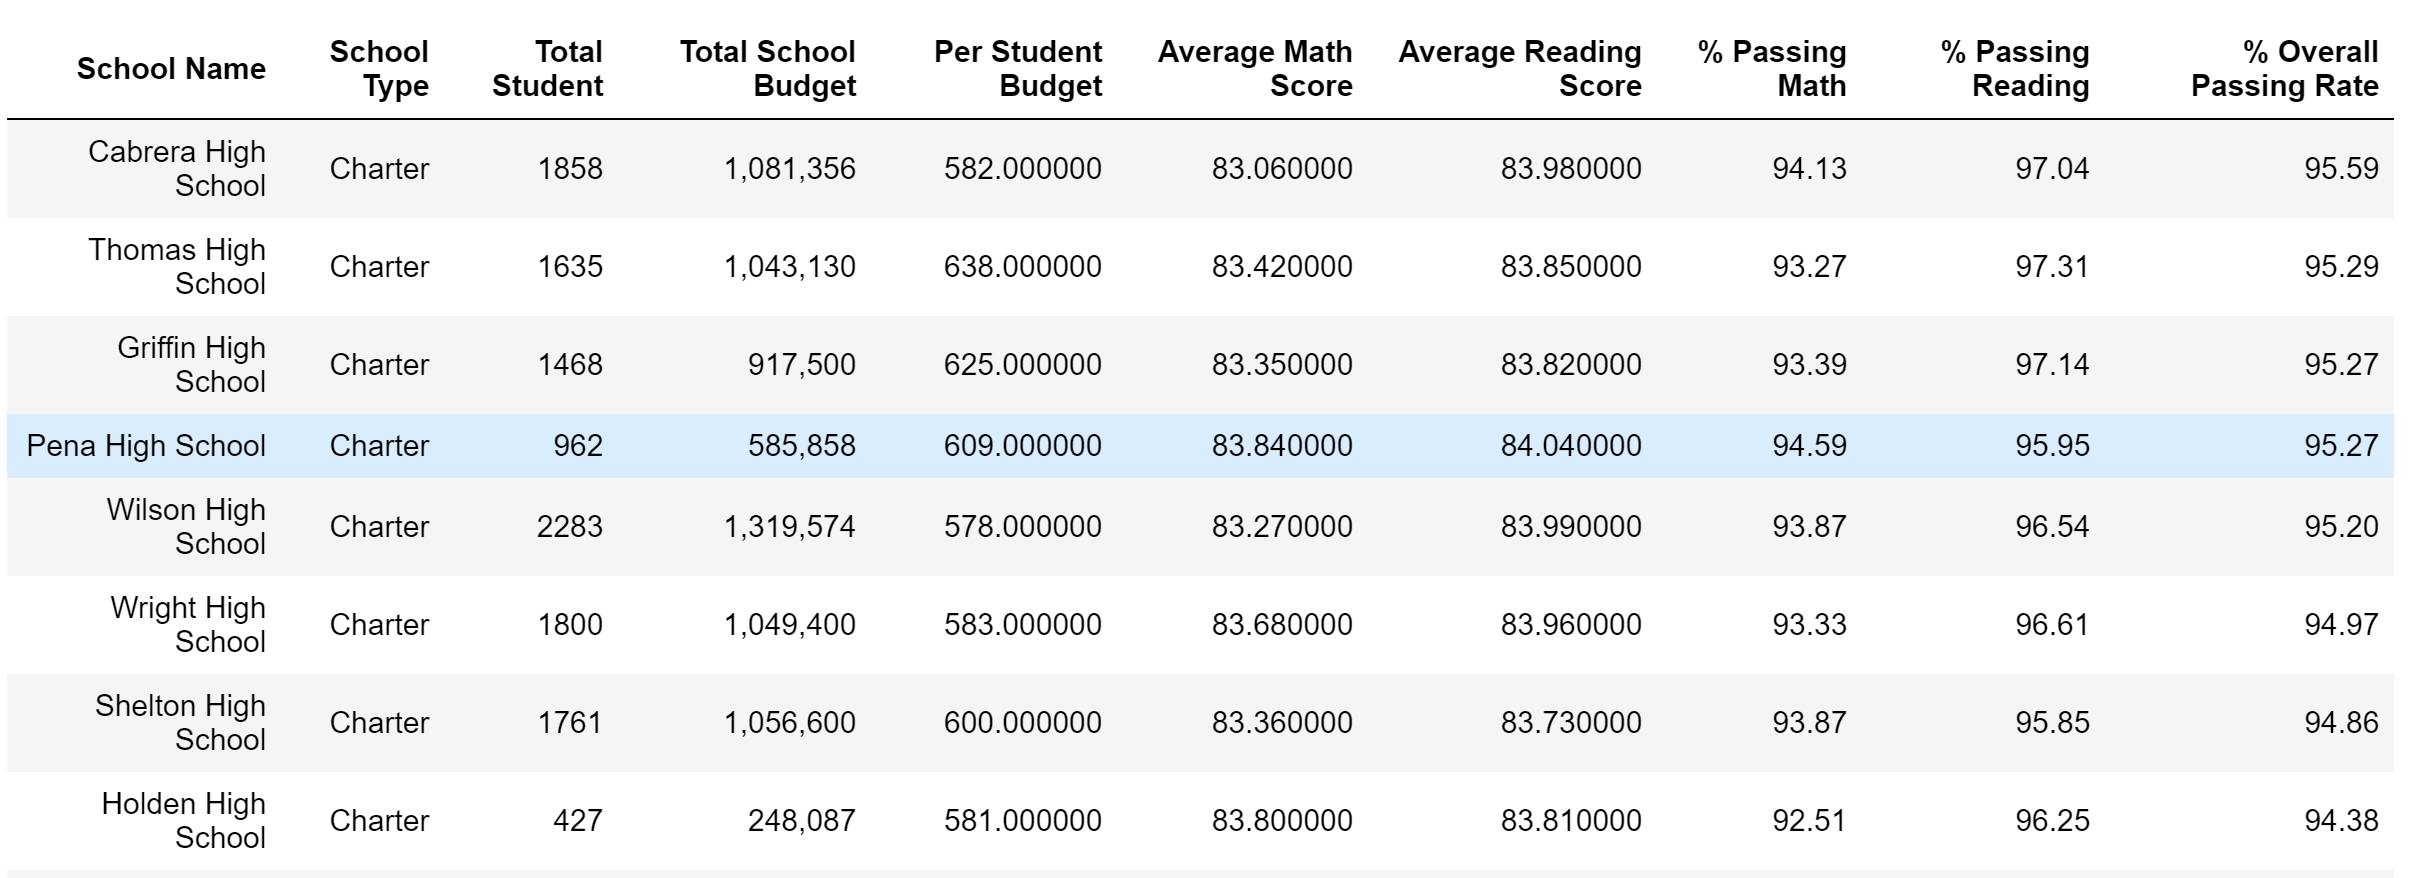 School Name School Type Total Student Total School Budget Per Student Budget Average Math Score Average Reading Score % Passing Math % Passing Reading % Overall Passing Rate
Cabrera High School Charter 1858 1,081,356 582.000000 83.060000 83.980000 94.13 97.04 95.59
Thomas High School Charter 1635 1,043,130 638.000000 83.420000 83.850000 93.27 97.31 95.29
Griffin High School Charter 1468 917,500 625.000000 83.350000 83.820000 93.39 97.14 95.27
Pena High School Charter 962 585,858 609.000000 83.840000 84.040000 94.59 95.95 95.27
Wilson High School Charter 2283 1,319,574 578.000000 83.270000 83.990000 93.87 96.54 95.20
Wright High School Charter 1800 1,049,400 583.000000 83.680000 83.960000 93.33 96.61 94.97
Shelton High School Charter 1761 1,056,600 600.000000 83.360000 83.730000 93.87 95.85 94.86
Holden High School Charter 427 248,087 581.000000 83.800000 83.810000 92.51 96.25 94.38